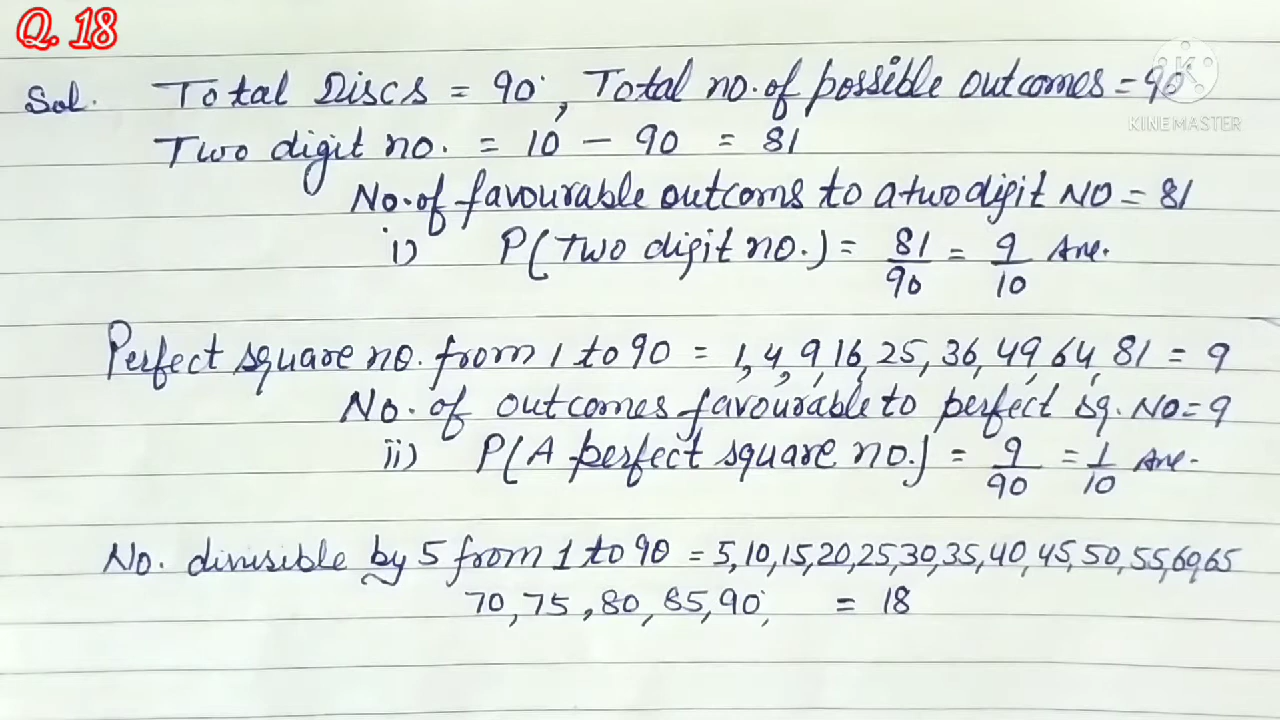 Q. 18
Sol. Total Discs = 90, Total no. of possible outcomes = 90
KINEMASTER
Two digit no. = 10 - 90 = 81
No. of favourable outcoms to a two digit NO = 81
i) P(Two digit no.) = 81/90 = 9/10 Ans.
Perfect square no. from 1 to 90 = 1, 4, 9, 16, 25, 36, 49, 64, 81 = 9
No. of outcomes favourable to perfect sq. NO = 9
ii) P(A perfect square no.) = 9/90 = 1/10 Ans.
No. divisible by 5 from 1 to 90 = 5, 10, 15, 20, 25, 30, 35, 40, 45, 50, 55, 60, 65
70, 75, 80, 85, 90, = 18